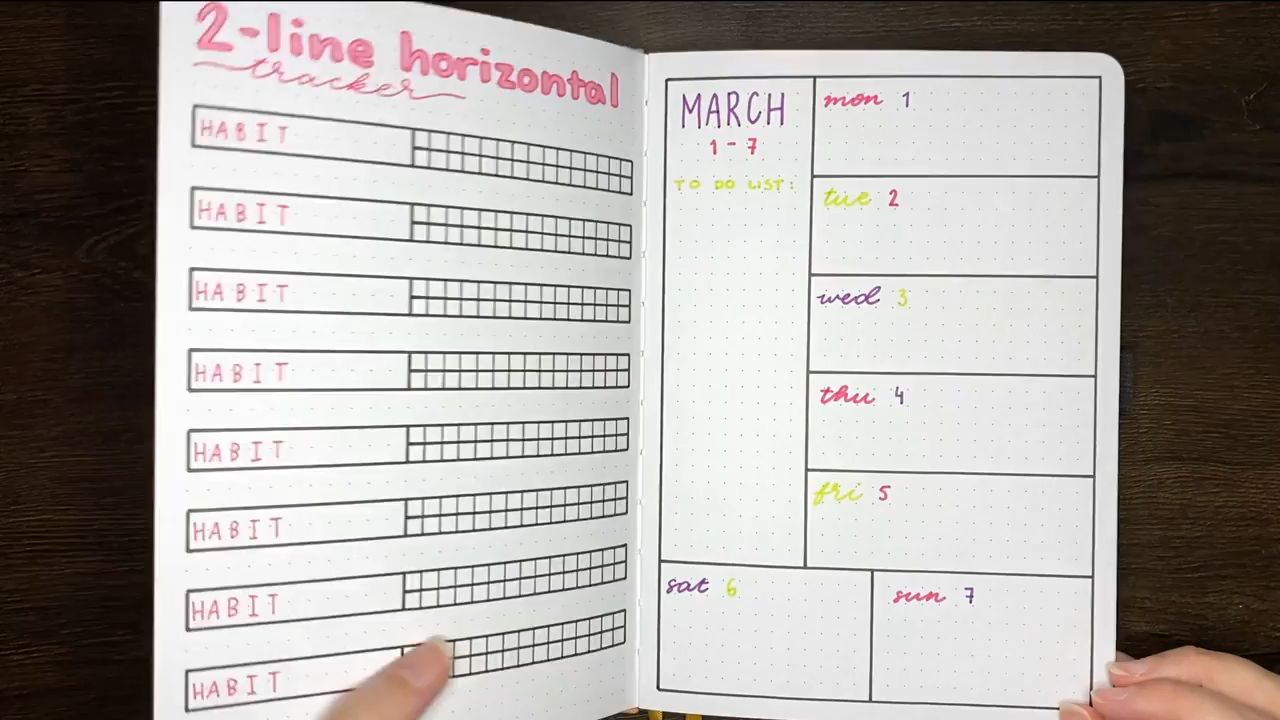 2-line horizontal
tracker
HABIT
HABIT
HABIT
HABIT
HABIT
HABIT
HABIT
HABIT
MARCH
1-7
TO DO LIST:
mon 1
tue 2
wed 3
thu 4
fri 5
sat 6
sun 7